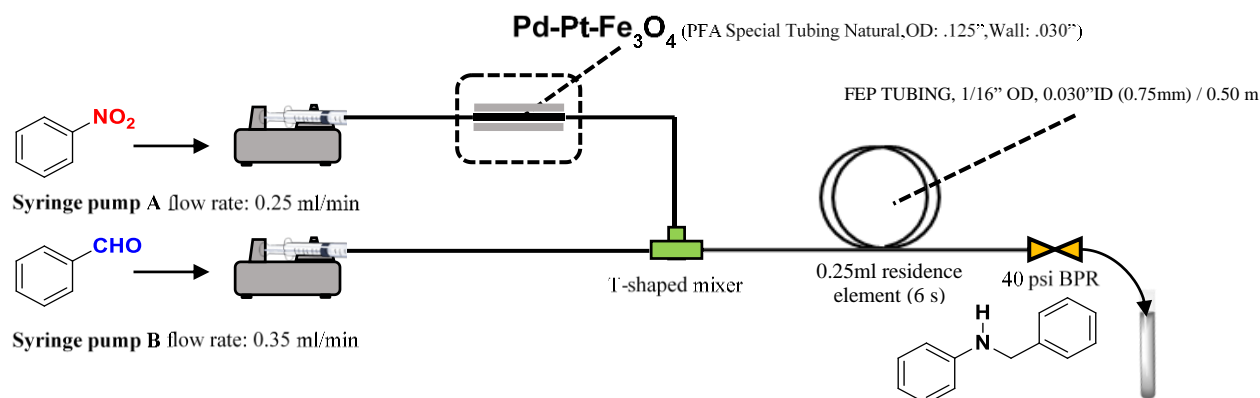 Pd-Pt-Fe3O4 (PFA Special Tubing Natural,OD: .125”,Wall: .030”)
FEP TUBING, 1/16” OD, 0.030”ID (0.75mm) / 0.50 m
NO2
Syringe pump A flow rate: 0.25 ml/min
CHO
T-shaped mixer
0.25ml residence
element (6 s)
40 psi BPR
Syringe pump B flow rate: 0.35 ml/min
H
N